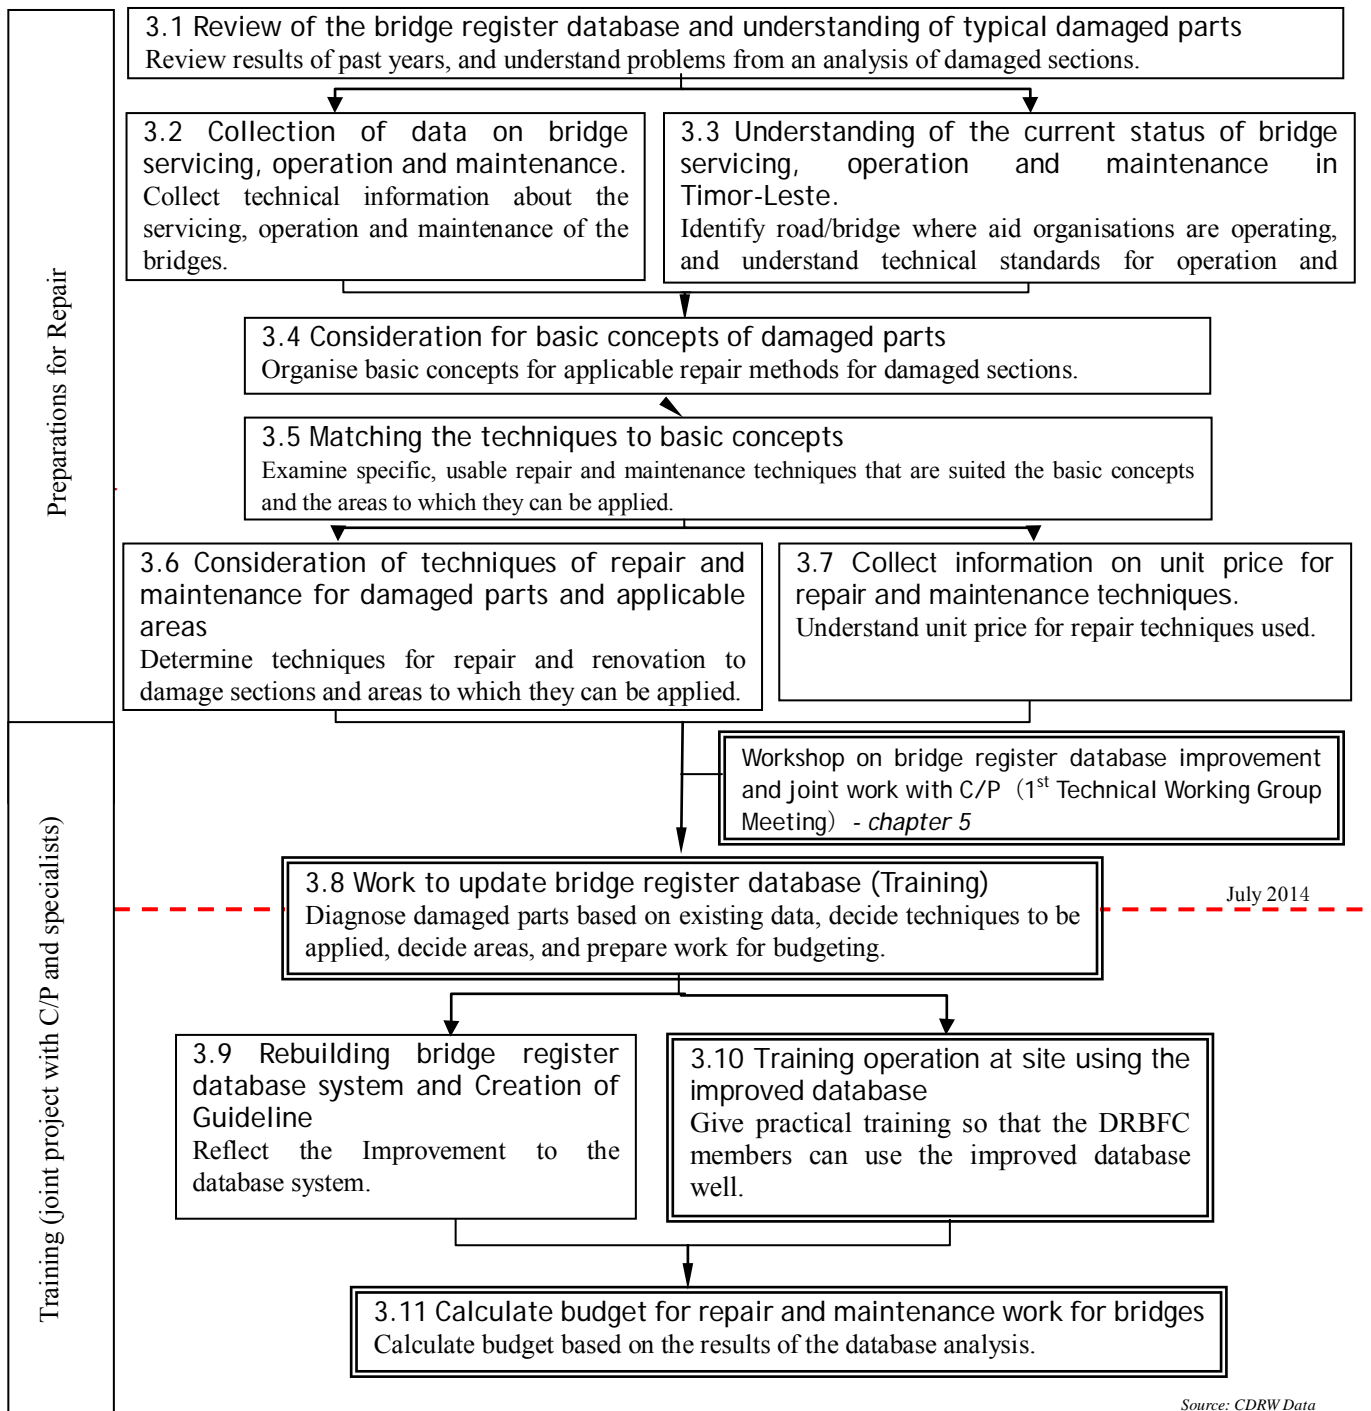 3.1 Review of the bridge register database and understanding of typical damaged parts
Review results of past years, and understand problems from an analysis of damaged sections.
3.2 Collection of data on bridge
servicing, operation and maintenance.
Collect technical information about the
servicing, operation and maintenance of the
bridges.
3.3 Understanding of the current status of bridge
servicing, operation and maintenance in
Timor-Leste.
Identify road/bridge where aid organisations are operating,
and understand technical standards for operation and
Preparations for Repair
3.4 Consideration for basic concepts of damaged parts
Organise basic concepts for applicable repair methods for damaged sections.
3.5 Matching the techniques to basic concepts
Examine specific, usable repair and maintenance techniques that are suited the basic concepts
and the areas to which they can be applied.
3.6 Consideration of techniques of repair and
maintenance for damaged parts and applicable
areas
Determine techniques for repair and renovation to
damage sections and areas to which they can be applied.
3.7 Collect information on unit price for
repair and maintenance techniques.
Understand unit price for repair techniques used.
Workshop on bridge register database improvement
and joint work with C/P（1st Technical Working Group
Meeting）- chapter 5
Training (joint project with C/P and specialists)
3.8 Work to update bridge register database (Training)
Diagnose damaged parts based on existing data, decide techniques to be
applied, decide areas, and prepare work for budgeting.
July 2014
3.9 Rebuilding bridge register
database system and Creation of
Guideline
Reflect the Improvement to the
database system.
3.10 Training operation at site using the
improved database
Give practical training so that the DRBFC
members can use the improved database
well.
3.11 Calculate budget for repair and maintenance work for bridges
Calculate budget based on the results of the database analysis.
Source: CDRW Data